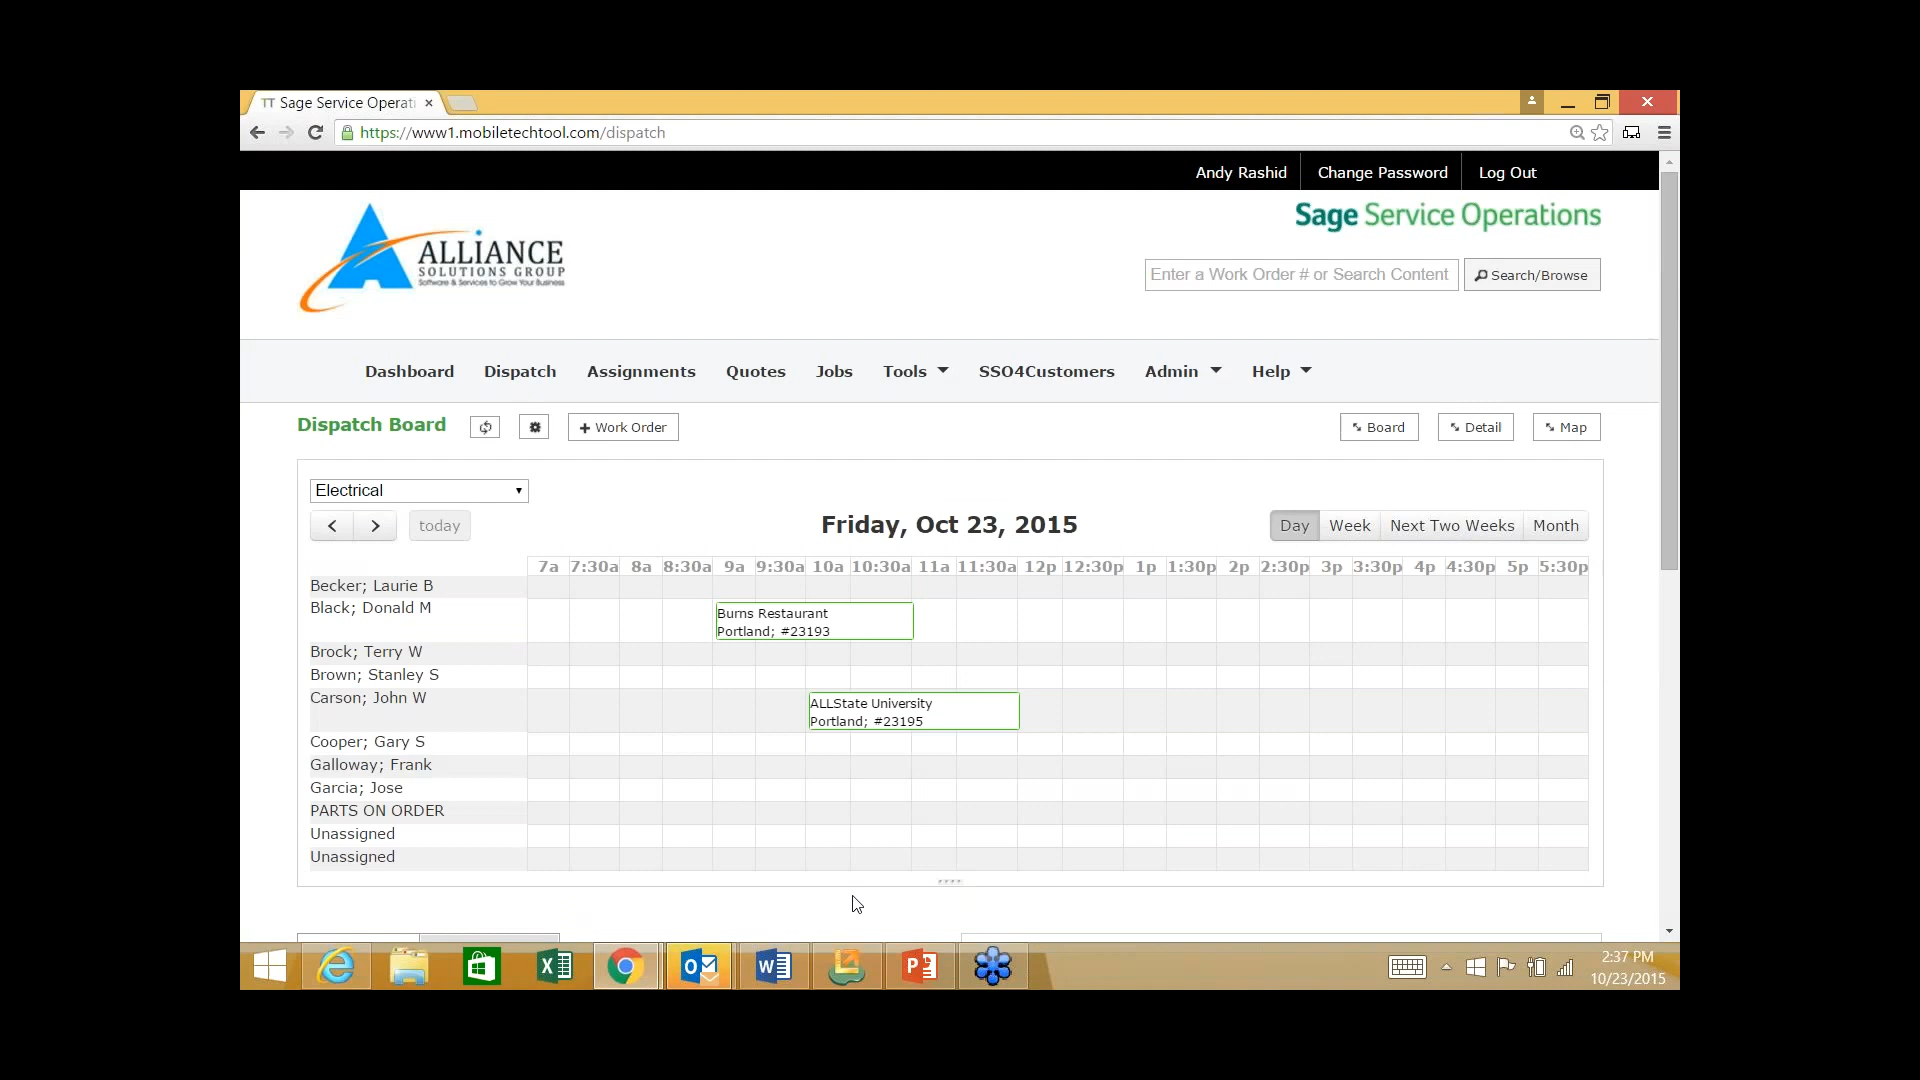 TT Sage Service Operati ×
https://www1.mobiletechtool.com/dispatch
Andy Rashid Change Password Log Out
ALLIANCE
SOLUTIONS GROUP
Software & Services to Grow Your Business
Sage Service Operations
Enter a Work Order # or Search Content Search/Browse
Dashboard Dispatch Assignments Quotes Jobs Tools SSO4Customers Admin Help
Dispatch Board + Work Order Board Detail Map
Electrical
today Friday, Oct 23, 2015 Day Week Next Two Weeks Month
7a 7:30a 8a 8:30a 9a 9:30a 10a 10:30a 11a 11:30a 12p 12:30p 1p 1:30p 2p 2:30p 3p 3:30p 4p 4:30p 5p 5:30p
Becker; Laurie B
Black; Donald M
Burns Restaurant
Portland; #23193
Brock; Terry W
Brown; Stanley S
Carson; John W
ALLState University
Portland; #23195
Cooper; Gary S
Galloway; Frank
Garcia; Jose
PARTS ON ORDER
Unassigned
Unassigned
2:37 PM
10/23/2015